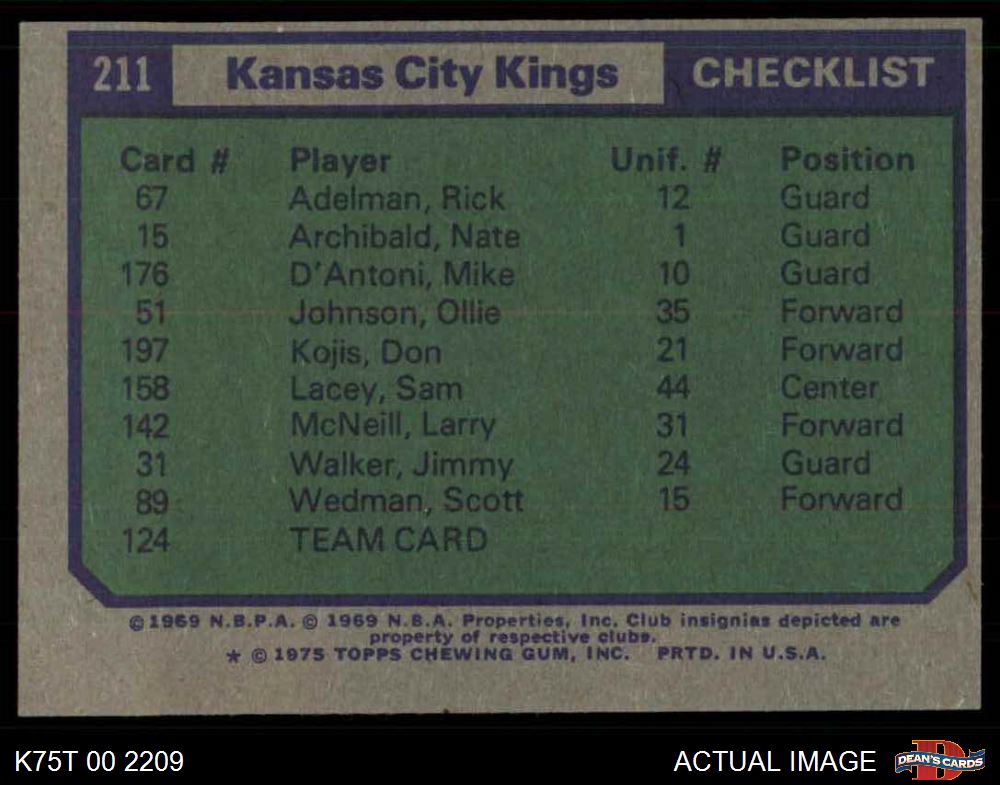 211 Kansas City Kings CHECKLIST
Card # Player Unif. # Position
67 Adelman, Rick 12 Guard
15 Archibald, Nate 1 Guard
176 D'Antoni, Mike 10 Guard
51 Johnson, Ollie 35 Forward
197 Kojis, Don 21 Forward
158 Lacey, Sam 44 Center
142 McNeill, Larry 31 Forward
31 Walker, Jimmy 24 Guard
89 Wedman, Scott 15 Forward
124 TEAM CARD
©1969 N.B.P.A. © 1969 N.B.A. Properties, Inc. Club insignias depicted are
property of respective clubs.
* © 1975 TOPPS CHEWING GUM, INC. PRTD. IN U.S.A.
K75T 00 2209 ACTUAL IMAGE D DEAN'S CARDS